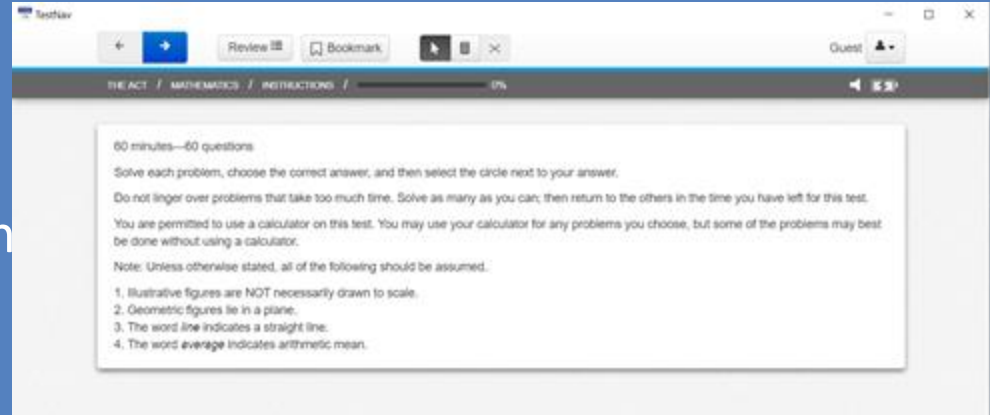 TestNav
Review Bookmark Guest
THE ACT / MATHEMATICS / INSTRUCTIONS / 0%
60 minutes—60 questions
Solve each problem, choose the correct answer, and then select the circle next to your answer.
Do not linger over problems that take too much time. Solve as many as you can; then return to the others in the time you have left for this test.
You are permitted to use a calculator on this test. You may use your calculator for any problems you choose, but some of the problems may best
be done without using a calculator.
Note: Unless otherwise stated, all of the following should be assumed.
1. Illustrative figures are NOT necessarily drawn to scale.
2. Geometric figures lie in a plane.
3. The word line indicates a straight line.
4. The word average indicates arithmetic mean.